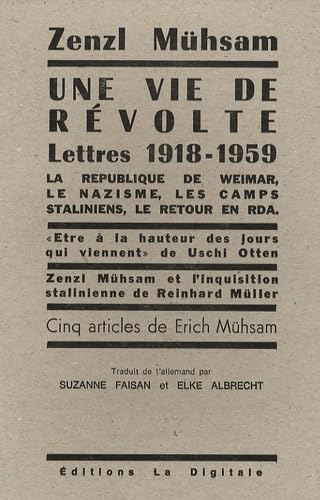 Zenzl Mühsam
UNE VIE DE
RÉVOLTE
Lettres 1918-1959
LA REPUBLIQUE DE WEIMAR,
LE NAZISME, LES CAMPS
STALINIENS, LE RETOUR EN RDA.
«Etre à la hauteur des jours
qui viennent» de Uschi Otten
Zenzl Mühsam et l'inquisition
stalinienne de Reinhard Müller
Cinq articles de Erich Mühsam
Traduit de l'allemand par
SUZANNE FAISAN et ELKE ALBRECHT
Éditions La Digitale